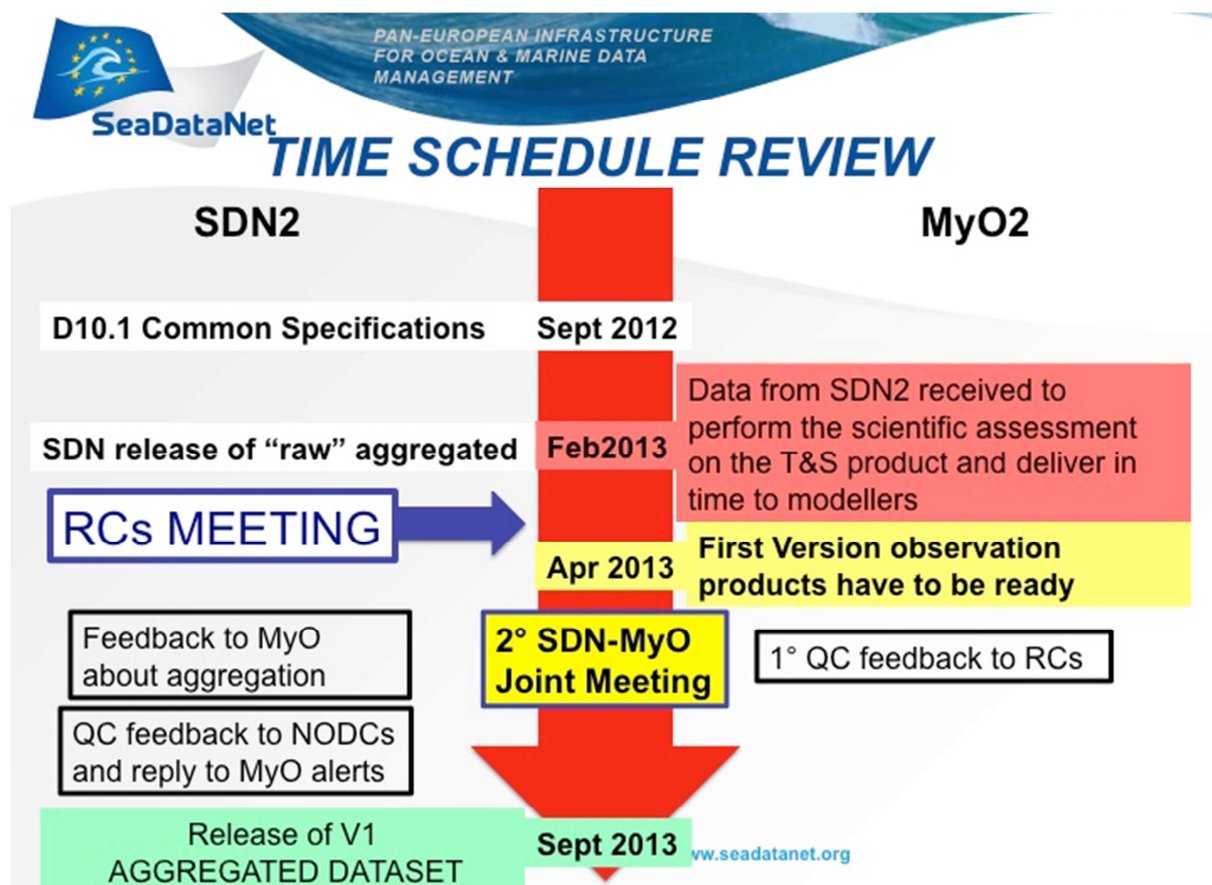 PAN-EUROPEAN INFRASTRUCTURE
FOR OCEAN & MARINE DATA
MANAGEMENT
SeaDataNet
TIME SCHEDULE REVIEW
SDN2
MyO2
D10.1 Common Specifications
Sept 2012
SDN release of “raw” aggregated
Feb2013
Data from SDN2 received to
perform the scientific assessment
on the T&S product and deliver in
time to modellers
RCs MEETING
Apr 2013
First Version observation
products have to be ready
Feedback to MyO
about aggregation
2° SDN-MyO
Joint Meeting
1° QC feedback to RCs
QC feedback to NODCs
and reply to MyO alerts
Release of V1
AGGREGATED DATASET
Sept 2013
ww.seadatanet.org